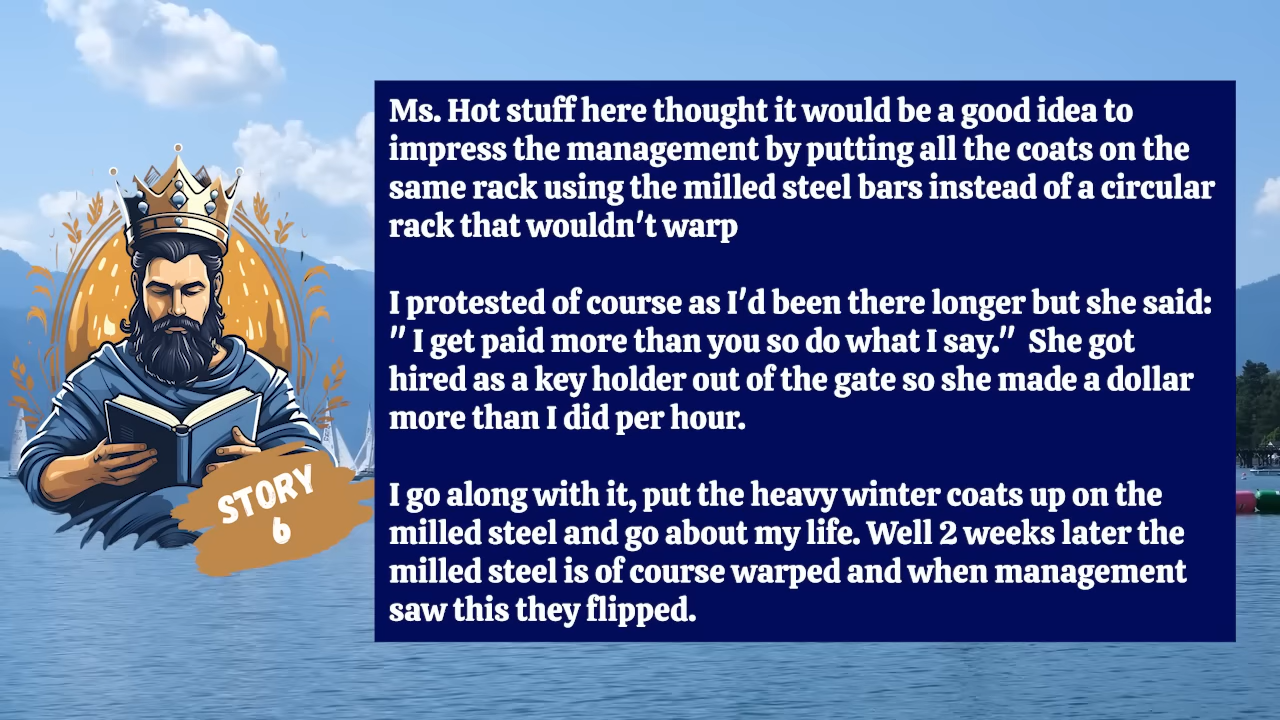 Ms. Hot stuff here thought it would be a good idea to
impress the management by putting all the coats on the
same rack using the milled steel bars instead of a circular
rack that wouldn't warp
I protested of course as I'd been there longer but she said:
" I get paid more than you so do what I say."  She got
hired as a key holder out of the gate so she made a dollar
more than I did per hour.
I go along with it, put the heavy winter coats up on the
milled steel and go about my life. Well 2 weeks later the
milled steel is of course warped and when management
saw this they flipped.
STORY
6